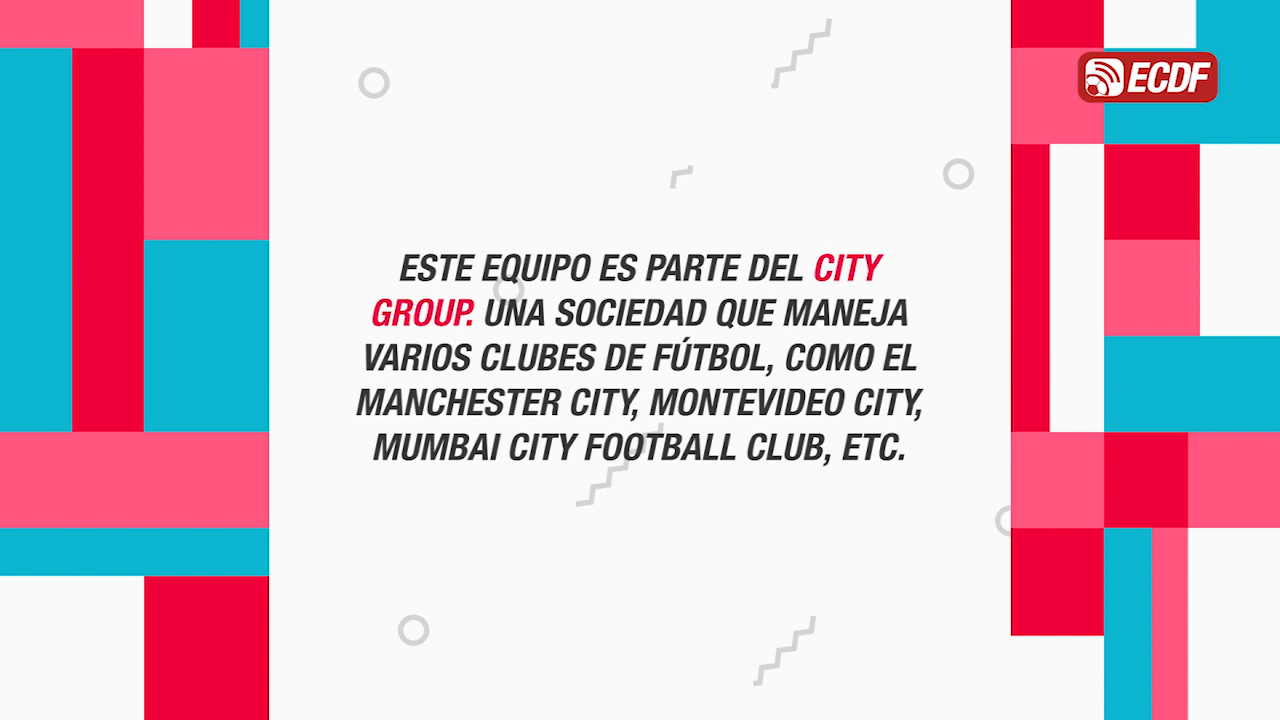 ECDF
ESTE EQUIPO ES PARTE DEL CITY
GROUP. UNA SOCIEDAD QUE MANEJA
VARIOS CLUBES DE FÚTBOL, COMO EL
MANCHESTER CITY, MONTEVIDEO CITY,
MUMBAI CITY FOOTBALL CLUB, ETC.